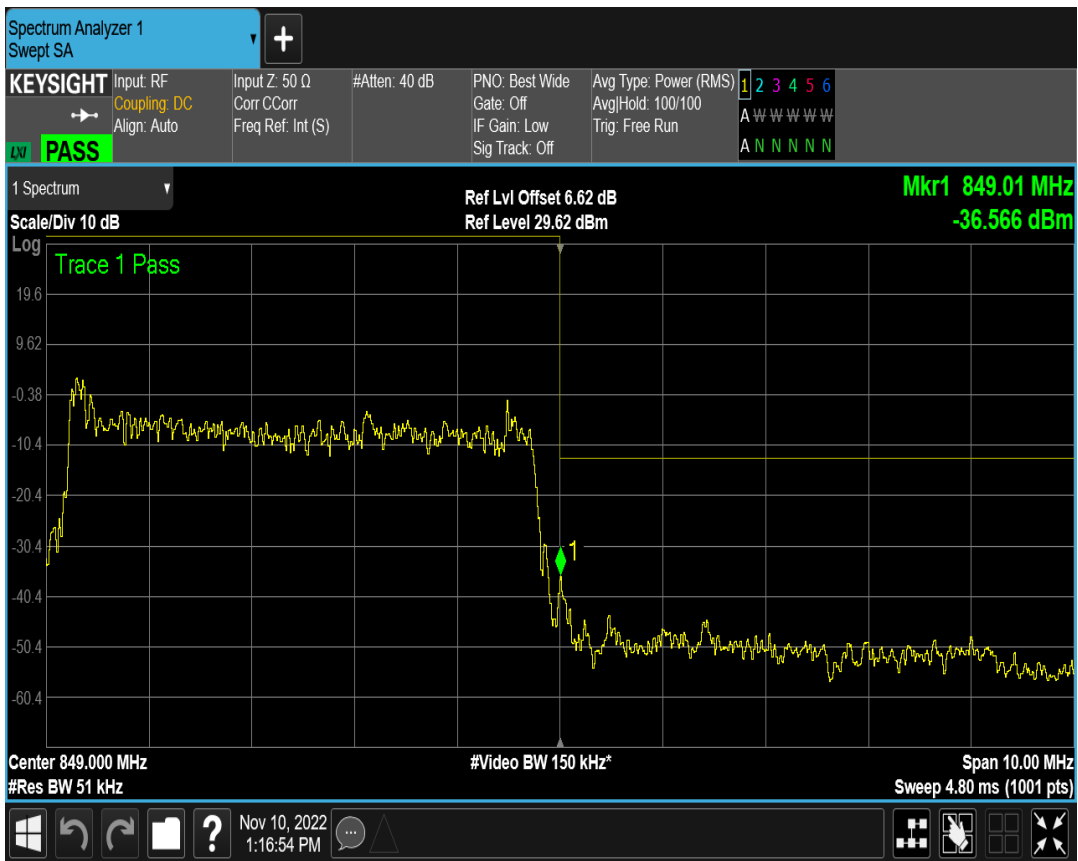 Spectrum Analyzer 1
Swept SA
+
KEYSIGHT
Input: RF
Coupling: DC
Align: Auto
Input Z: 50 Ω
Corr CCorr
Freq Ref: Int (S)
#Atten: 40 dB
PNO: Best Wide
Gate: Off
IF Gain: Low
Sig Track: Off
Avg Type: Power (RMS)
Avg|Hold: 100/100
Trig: Free Run
1 2 3 4 5 6
A W W W W W
A N N N N N
LXI PASS
1 Spectrum
Scale/Div 10 dB
Ref Lvl Offset 6.62 dB
Ref Level 29.62 dBm
Mkr1 849.01 MHz
-36.566 dBm
Log
Trace 1 Pass
19.6
9.62
-0.38
-10.4
-20.4
-30.4
1
-40.4
-50.4
-60.4
Center 849.000 MHz
#Video BW 150 kHz*
Span 10.00 MHz
#Res BW 51 kHz
Sweep 4.80 ms (1001 pts)
?
Nov 10, 2022
1:16:54 PM